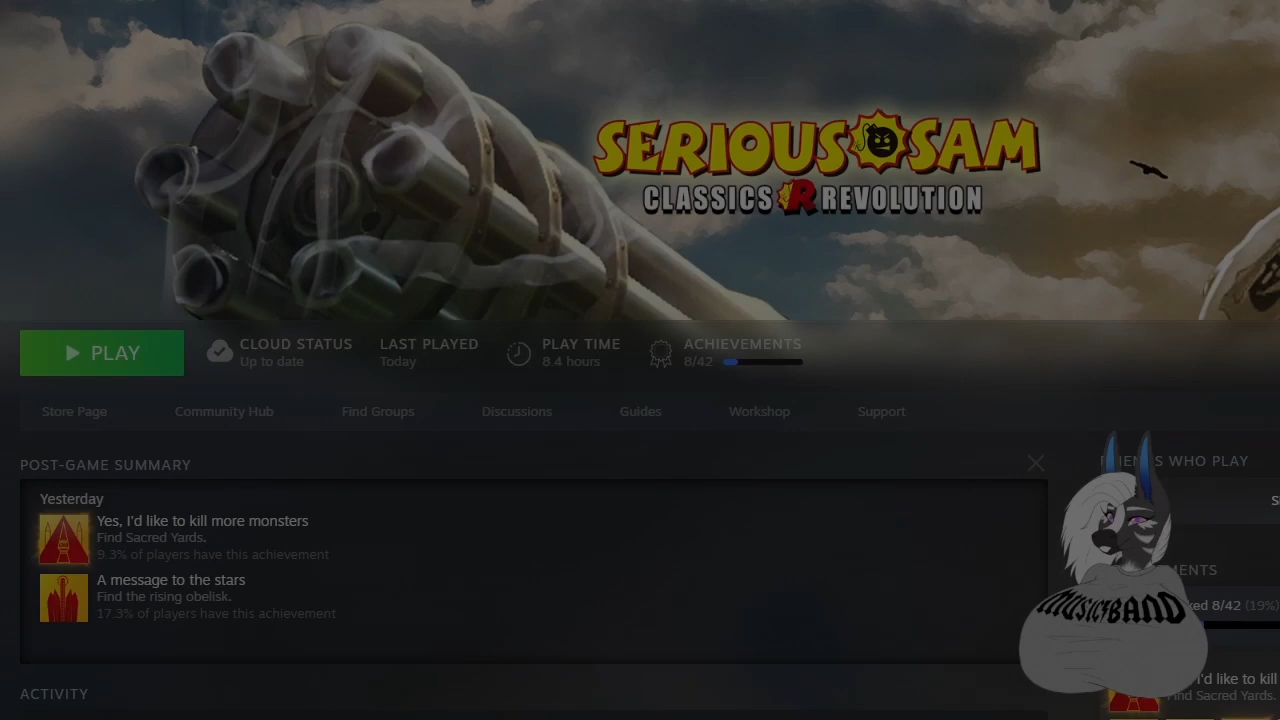 SERIOUS SAM
CLASSICS R REVOLUTION
PLAY
CLOUD STATUS
Up to date
LAST PLAYED
Today
PLAY TIME
8.4 hours
ACHIEVEMENTS
8/42
Store Page
Community Hub
Find Groups
Discussions
Guides
Workshop
Support
POST-GAME SUMMARY
Yesterday
Yes, I'd like to kill more monsters
Find Sacred Yards.
9.3% of players have this achievement
A message to the stars
Find the rising obelisk.
17.3% of players have this achievement
ACTIVITY
WHO PLAY
8/42 (19%)
MUSIC4BAND
I'd like to kill
Sacred Yards.